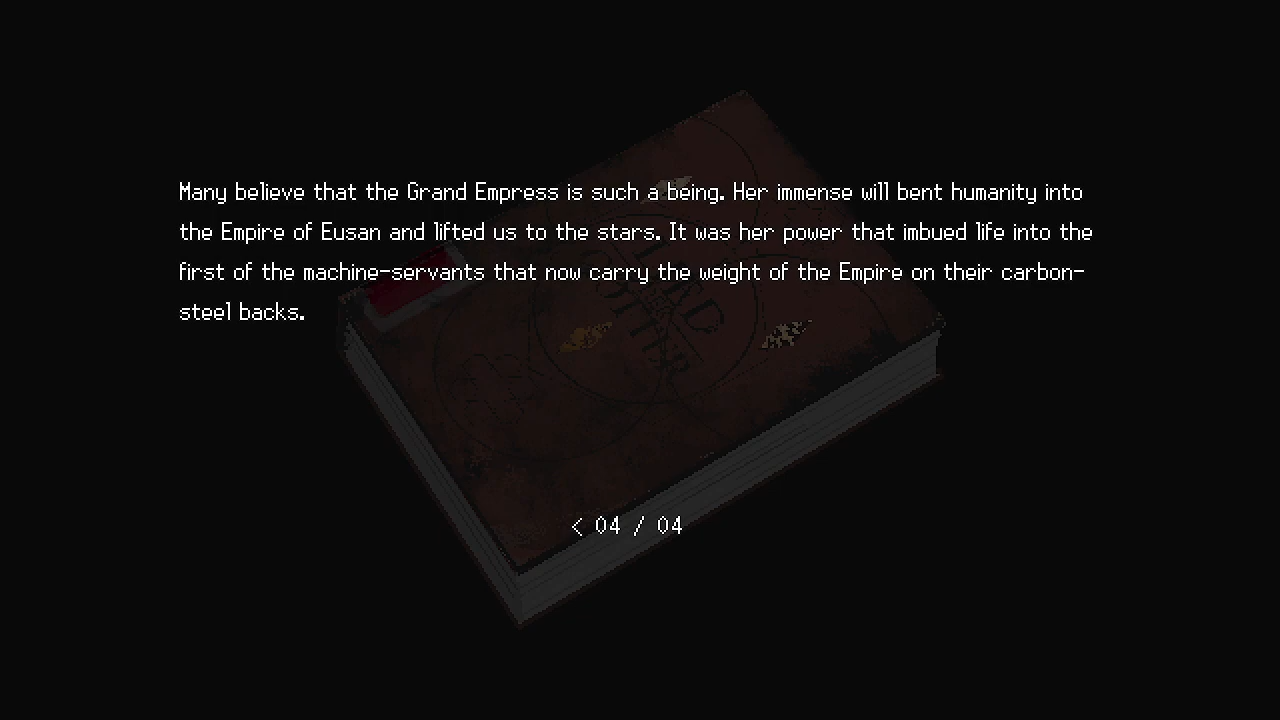 Many believe that the Grand Empress is such a being. Her immense will bent humanity into
the Empire of Eusan and lifted us to the stars. It was her power that imbued life into the
first of the machine-servants that now carry the weight of the Empire on their carbon-
steel backs.
< 04 / 04